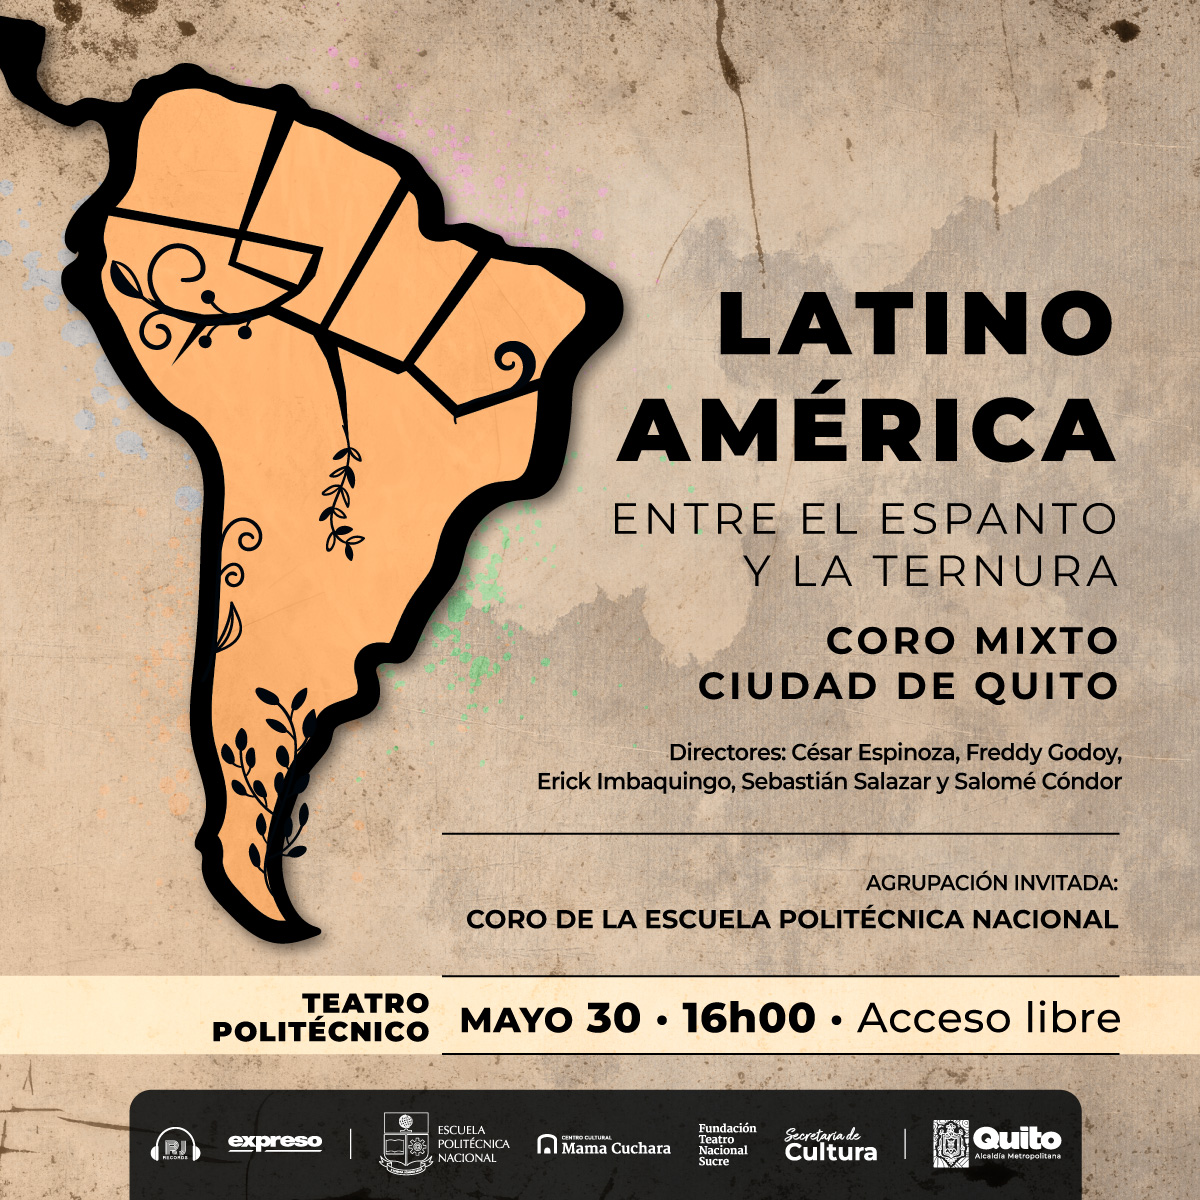 LATINO
AMÉRICA
ENTRE EL ESPANTO
Y LA TERNURA
CORO MIXTO
CIUDAD DE QUITO
Directores: César Espinoza, Freddy Godoy,
Erick Imbaquingo, Sebastián Salazar y Salomé Cóndor
AGRUPACIÓN INVITADA:
CORO DE LA ESCUELA POLITÉCNICA NACIONAL
TEATRO
POLITÉCNICO
MAYO 30 • 16h00 • Acceso libre
RJ
RECORDS
expreso
ESCUELA
POLITÉCNICA
NACIONAL
CENTRO CULTURAL
Mama Cuchara
Fundación
Teatro
Nacional
Sucre
Secretaría de
Cultura
Quito
Alcaldía Metropolitana